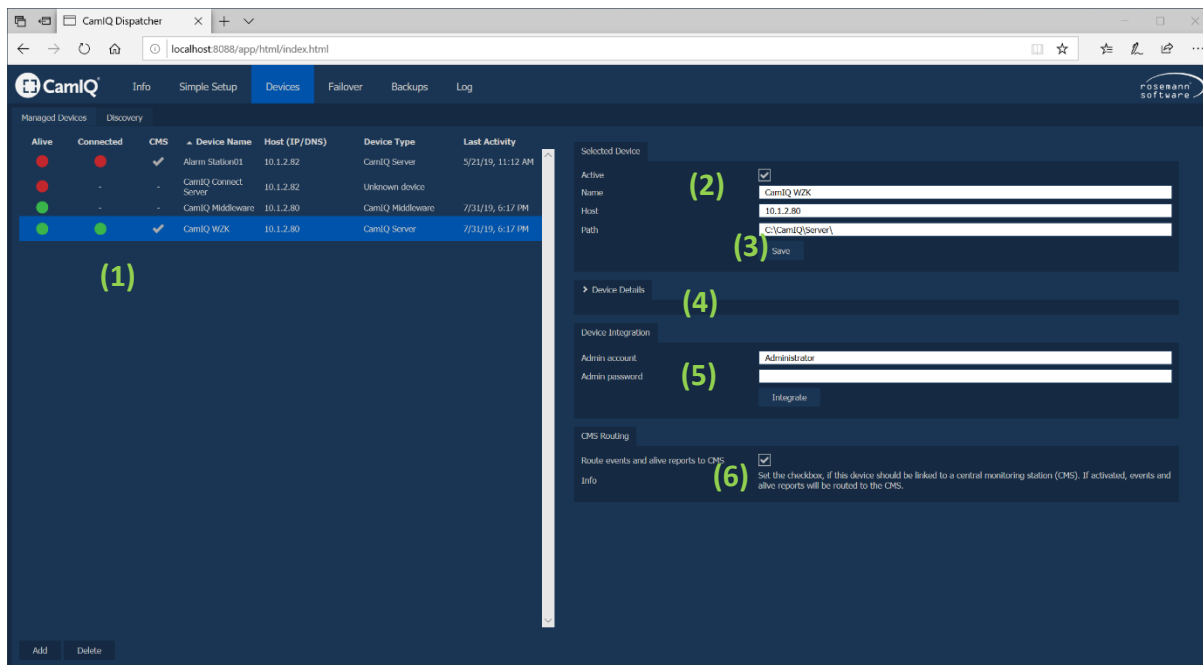 CamIQ Dispatcher
localhost:8088/app/html/index.html
CamIQ Info Simple Setup Devices Failover Backups Log rosemann software
Managed Devices Discovery
Alive Connected CMS Device Name Host (IP/DNS) Device Type Last Activity
Alarm Station01 10.1.2.82 CamIQ Server 5/21/19, 11:12 AM
CamIQ Connect Server 10.1.2.82 Unknown device
- - CamIQ Middleware 10.1.2.80 CamIQ Middleware 7/31/19, 6:17 PM
CamIQ WZK 10.1.2.80 CamIQ Server 7/31/19, 6:17 PM
(1)
Add Delete
Selected Device
Active
(2)
Name CamIQ WZK
Host 10.1.2.80
Path C:\CamIQ\Server\
(3) Save
Device Details
(4)
Device Integration
Admin account Administrator
Admin password
(5)
Integrate
CMS Routing
Route events and alive reports to CMS
(6)
Info Set the checkbox, if this device should be linked to a central monitoring station (CMS). If activated, events and
alive reports will be routed to the CMS.